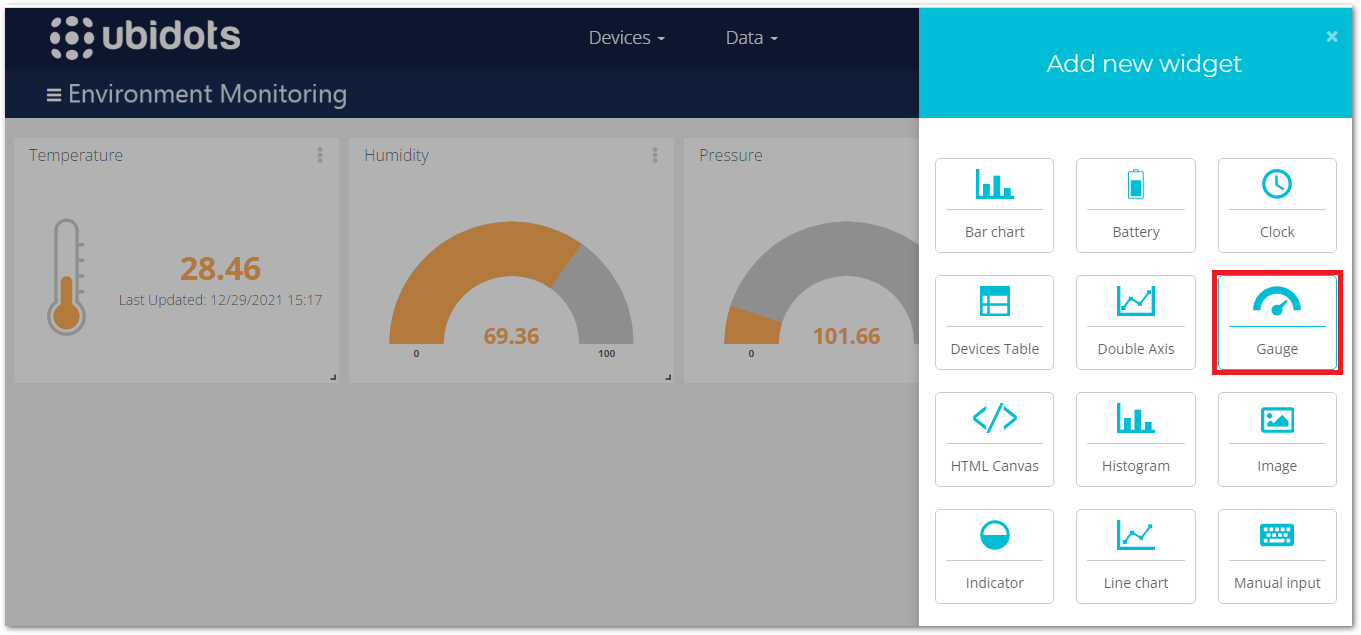 ubidots
Devices
Data
Environment Monitoring
Temperature
28.46
Last Updated: 12/29/2021 15:17
Humidity
69.36
0
100
Pressure
101.66
0
×
Add new widget
Bar chart
Battery
Clock
Devices Table
Double Axis
Gauge
</>
HTML Canvas
Histogram
Image
Indicator
Line chart
Manual input